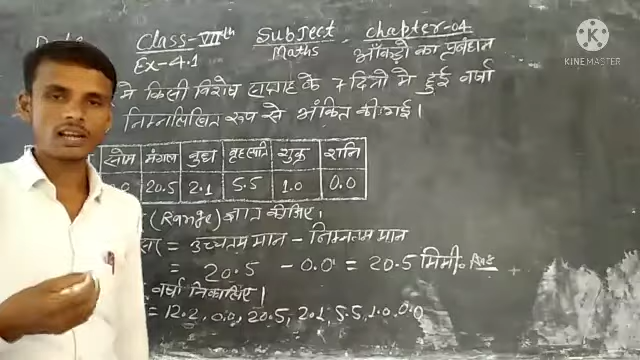 Class-VIIth Subject chapter-04
Ex-4.1 Maths आँकड़ो का प्रबंधन
KINEMASTER
मे किसी विशेष सप्ताह के 7 दिनो मे हुई वर्षा
निम्नलिखित रूप से अंकित की गई।
सोम मंगल बुध बृहस्पति शुक्र शनि
20.5 2.1 5.5 1.0 0.0
(Range) ज्ञात कीजिए।
= उच्चतम मान - निम्नतम मान
= 20.5 - 0.0 = 20.5 मिमी. Ans
वर्षा निकालिए।
= 12.2, 0.0, 20.5, 2.1, 5.5, 1.0, 0.0